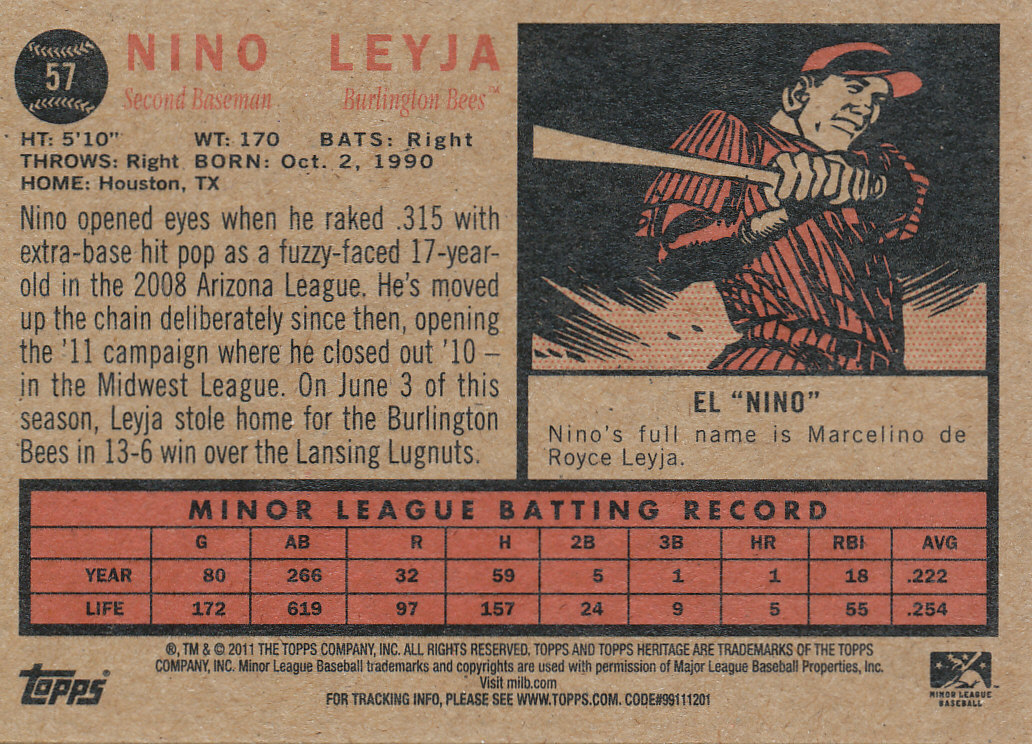 57
NINO LEYJA
Second Baseman Burlington Bees™
HT: 5'10" WT: 170 BATS: Right
THROWS: Right BORN: Oct. 2, 1990
HOME: Houston, TX
Nino opened eyes when he raked .315 with
extra-base hit pop as a fuzzy-faced 17-year-
old in the 2008 Arizona League. He's moved
up the chain deliberately since then, opening
the '11 campaign where he closed out '10 –
in the Midwest League. On June 3 of this
season, Leyja stole home for the Burlington
Bees in 13-6 win over the Lansing Lugnuts.
EL "NINO"
Nino's full name is Marcelino de
Royce Leyja.
MINOR LEAGUE BATTING RECORD
G AB R H 2B 3B HR RBI AVG
YEAR 80 266 32 59 5 1 1 18 .222
LIFE 172 619 97 157 24 9 5 55 .254
®, TM & © 2011 THE TOPPS COMPANY, INC. ALL RIGHTS RESERVED. TOPPS AND TOPPS HERITAGE ARE TRADEMARKS OF THE TOPPS
COMPANY, INC. Minor League Baseball trademarks and copyrights are used with permission of Major League Baseball Properties, Inc.
Visit milb.com
FOR TRACKING INFO, PLEASE SEE WWW.TOPPS.COM. CODE#99111201
TOPPS®
MINOR LEAGUE
BASEBALL